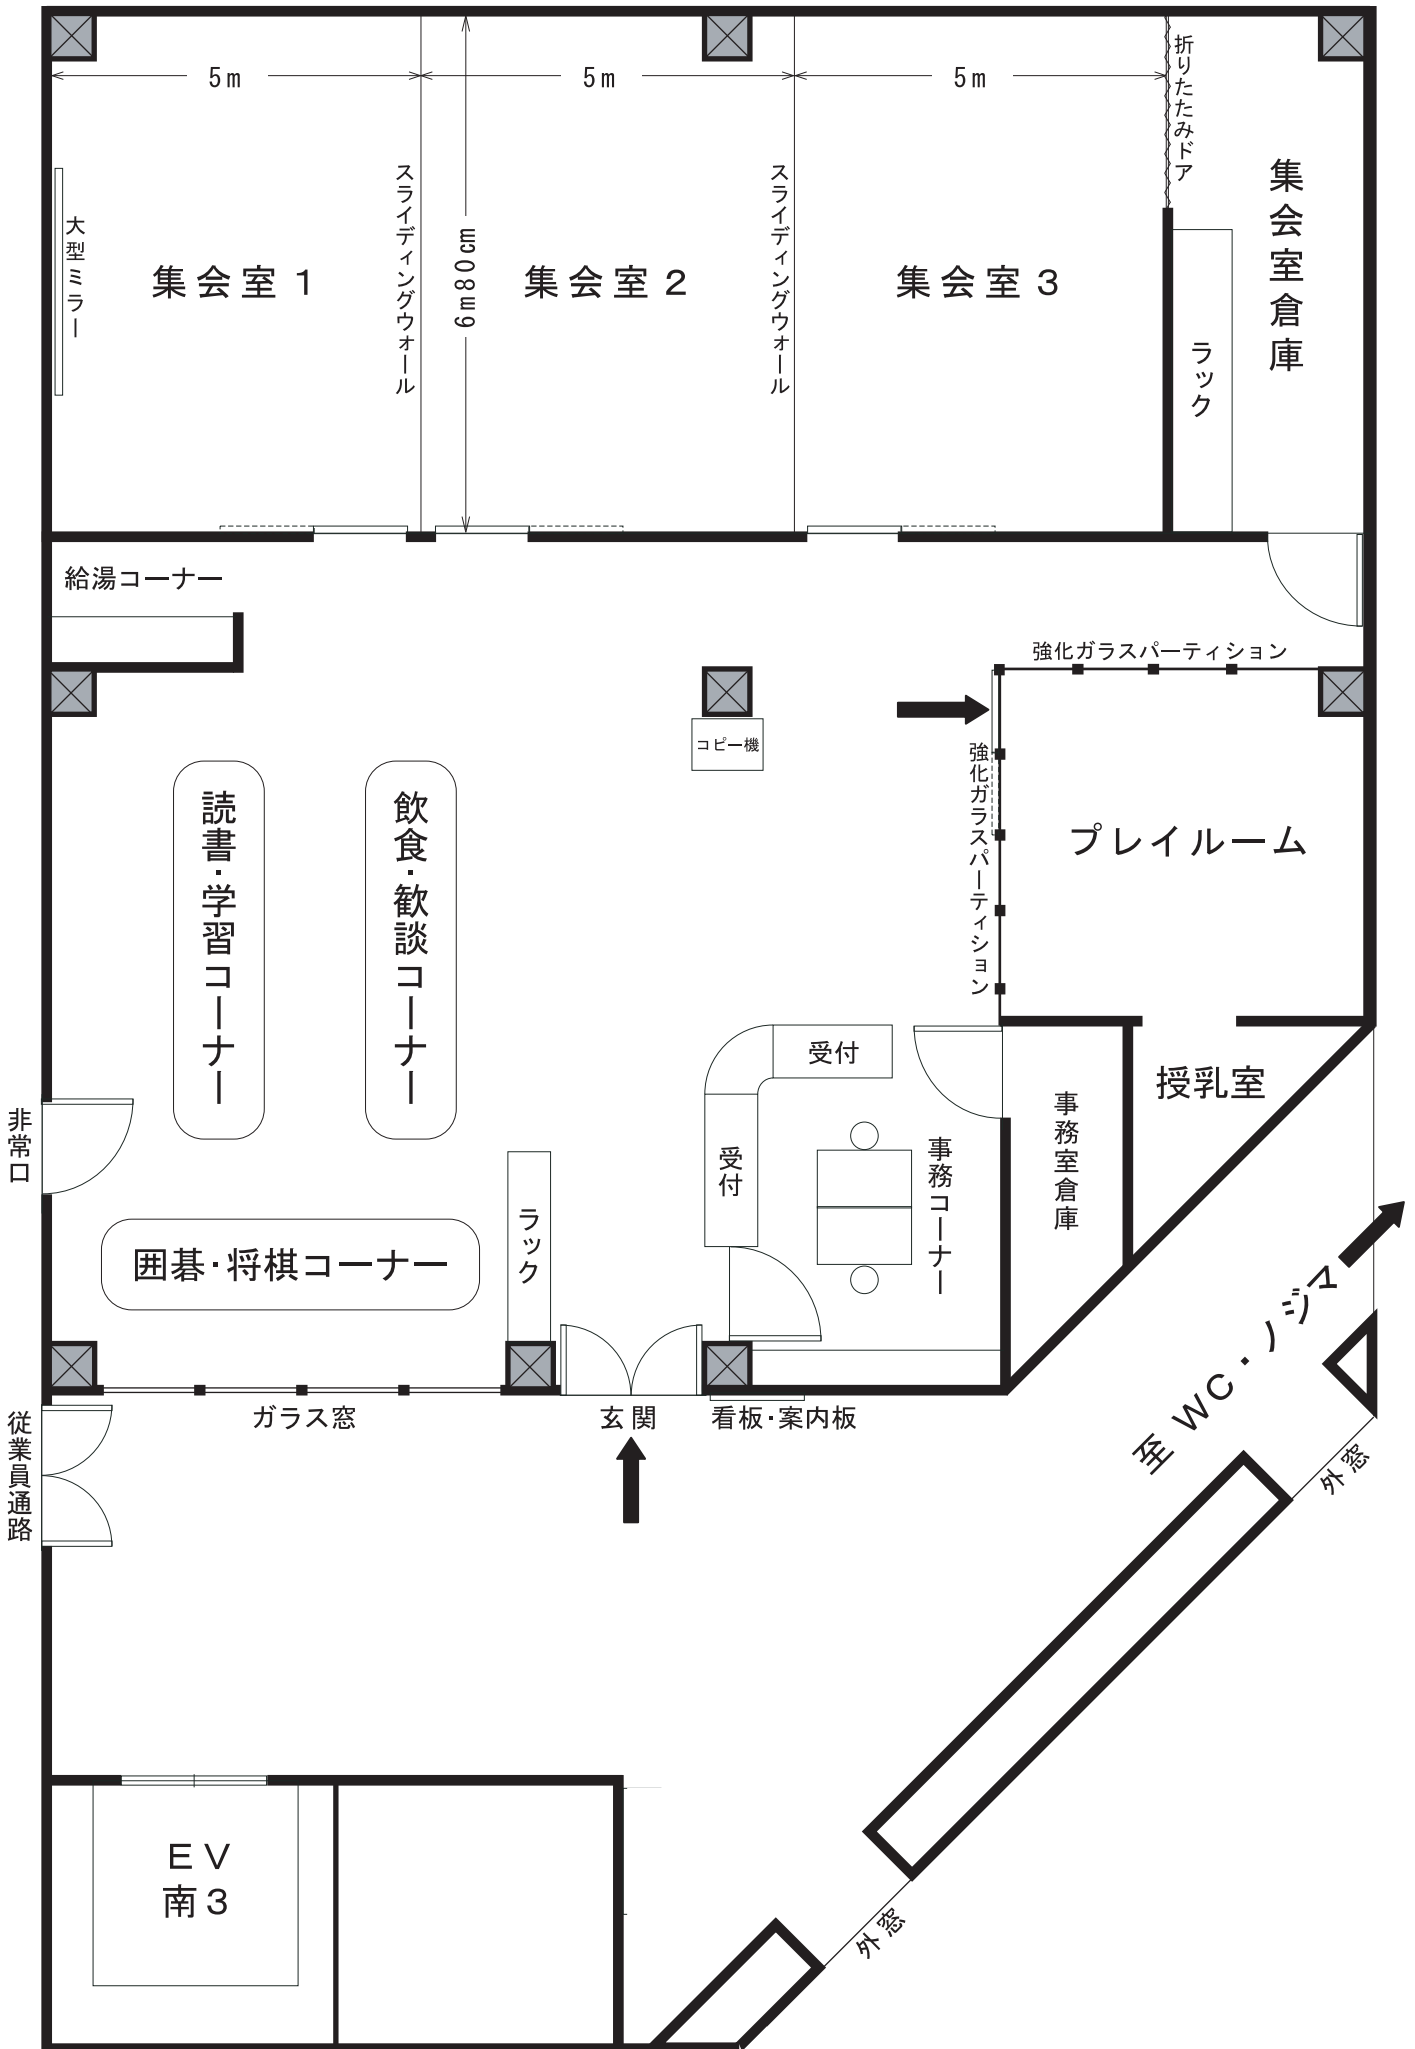 5m
5m
5m
折りたたみドア
集会室倉庫
スライディングウォール
スライディングウォール
大型ミラー
6m80cm
集会室1
集会室2
集会室3
ラック
給湯コーナー
強化ガラスパーティション
コピー機
強化ガラスパーティション
プレイルーム
読書・学習コーナー
飲食・歓談コーナー
受付
授乳室
事務室倉庫
非常口
受付
事務コーナー
ラック
囲碁・将棋コーナー
ガラス窓
玄関
看板・案内板
従業員通路
至 WC・ノジマ
外窓
EV
南3
外窓